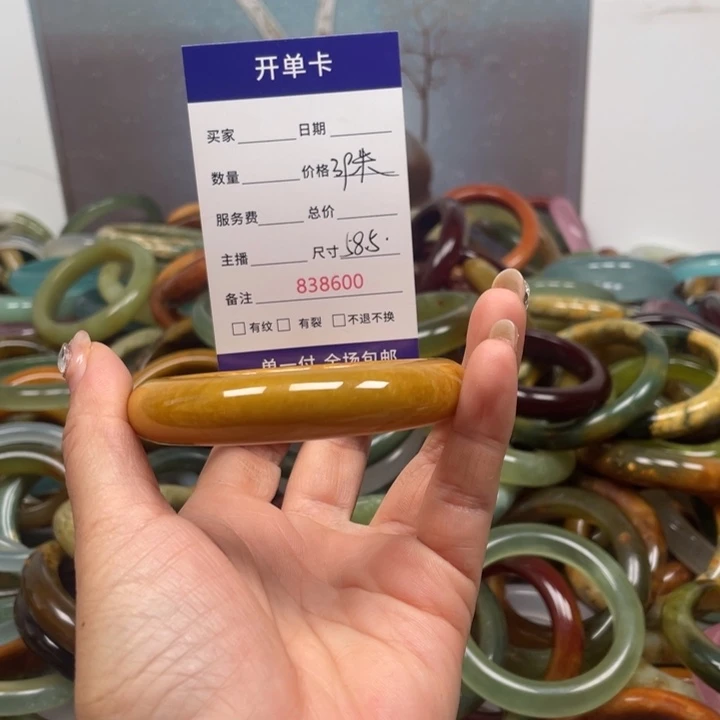 开单卡
买家 日期
数量 价格
服务费 总价
主播 尺寸 58.5.
838600
备注
□有纹□ 有裂 □不退不换
单一付 全场包邮